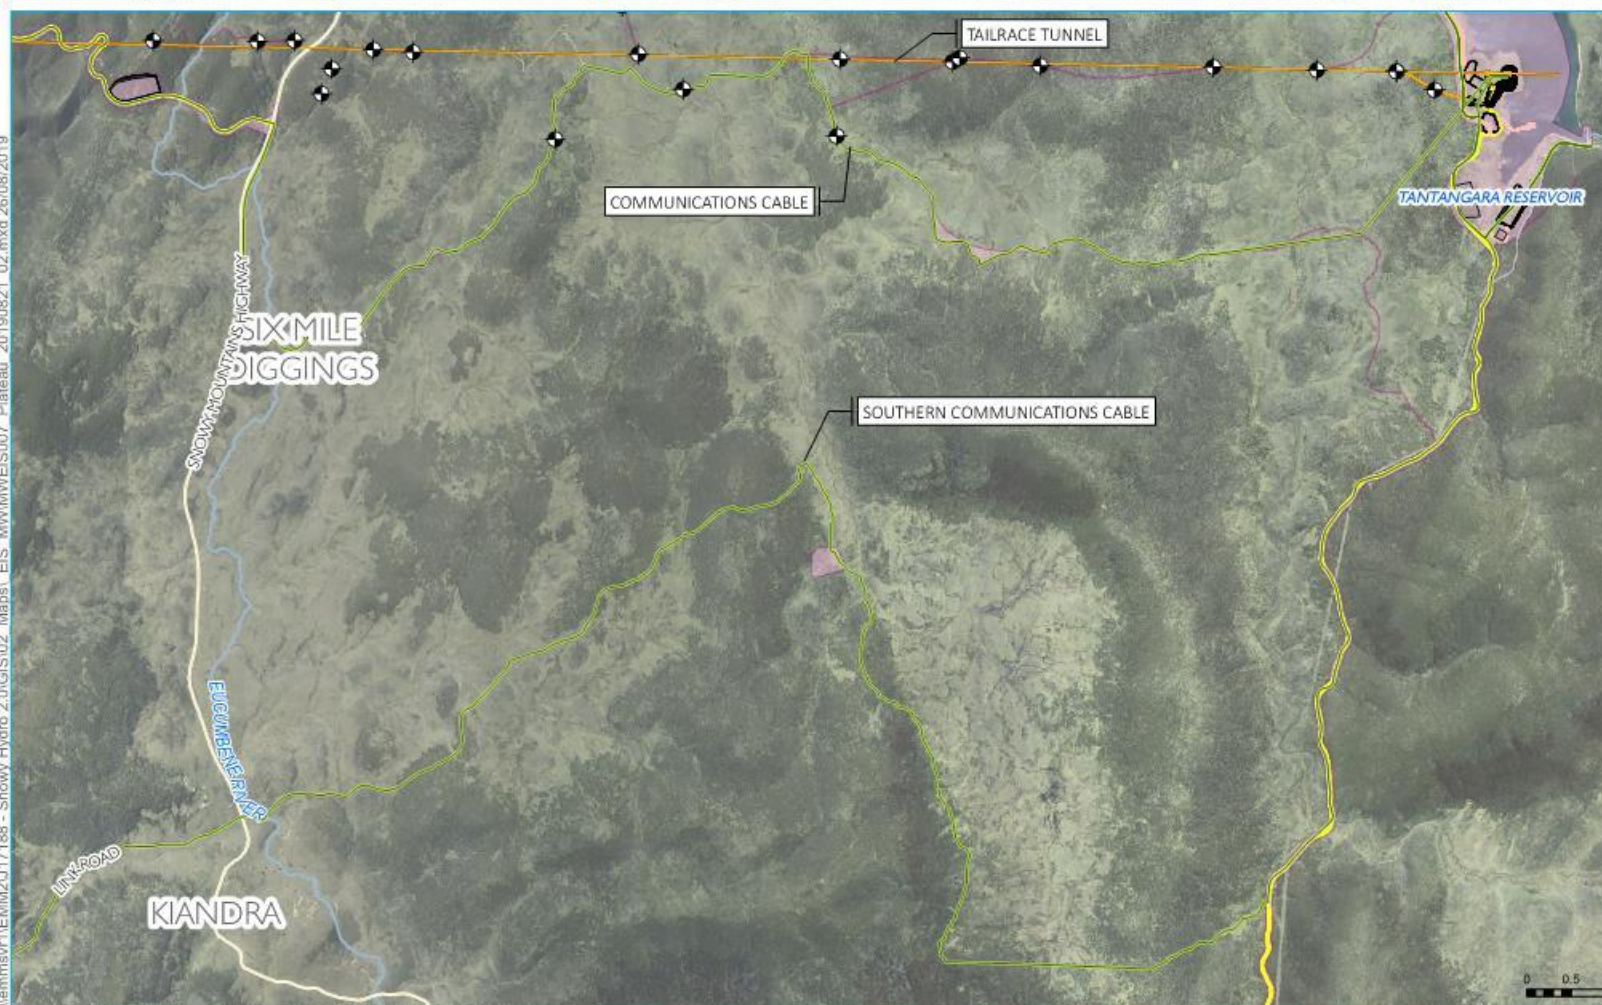 TAILRACE TUNNEL
COMMUNICATIONS CABLE
TANTANGARA RESERVOIR
SNOWY MOUNTAINS HIGHWAY
SIX MILE
DIGGINGS
SOUTHERN COMMUNICATIONS CABLE
EUCUMBENE RIVER
LINK ROAD
KIANDRA
0 0.5